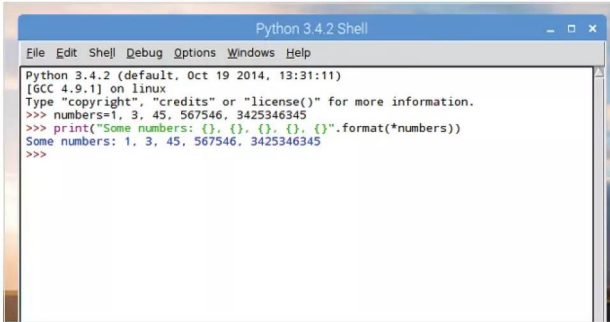 Python 3.4.2 Shell
File Edit Shell Debug Options Windows Help
Python 3.4.2 (default, Oct 19 2014, 13:31:11)
[GCC 4.9.1] on linux
Type "copyright", "credits" or "license()" for more information.
>>> numbers=1, 3, 45, 567546, 3425346345
>>> print("Some numbers: {}, {}, {}, {}, {}".format(*numbers))
Some numbers: 1, 3, 45, 567546, 3425346345
>>>